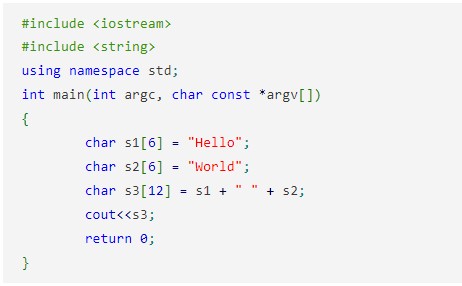 #include <iostream>
#include <string>
using namespace std;
int main(int argc, char const *argv[])
{
char s1[6] = "Hello";
char s2[6] = "World";
char s3[12] = s1 + " " + s2;
cout<<s3;
return 0;
}